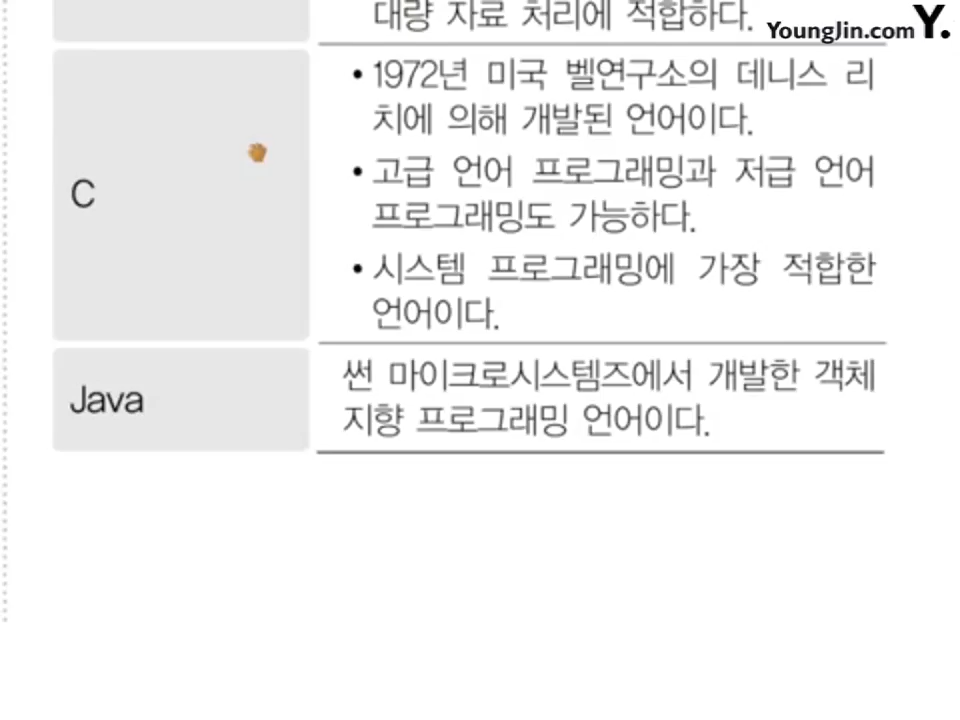 대량 자료 처리에 적합하다.
YoungJin.com Y.
C
• 1972년 미국 벨연구소의 데니스 리
치에 의해 개발된 언어이다.
• 고급 언어 프로그래밍과 저급 언어
프로그래밍도 가능하다.
• 시스템 프로그래밍에 가장 적합한
언어이다.
Java
썬 마이크로시스템즈에서 개발한 객체
지향 프로그래밍 언어이다.